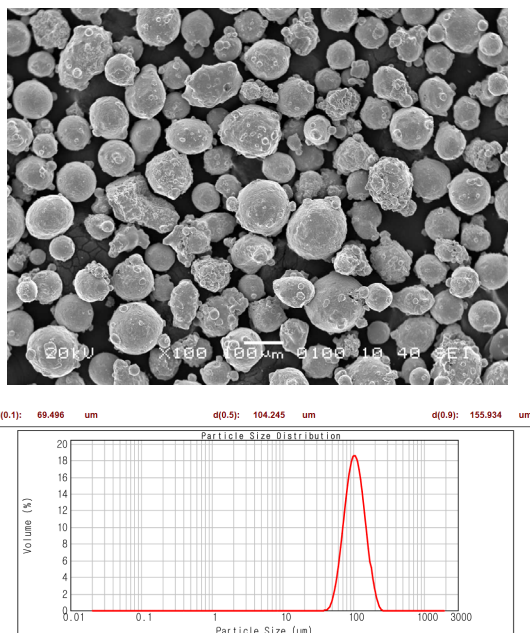 20kV X100 100µm 0100 10 40 SEI
(0.1): 69.496 um d(0.5): 104.245 um d(0.9): 155.934 um
Particle Size Distribution
Volume (%)
20
18
16
14
12
10
8
6
4
2
0
0.01 0.1 1 10 100 1000 3000
Particle Size (µm)